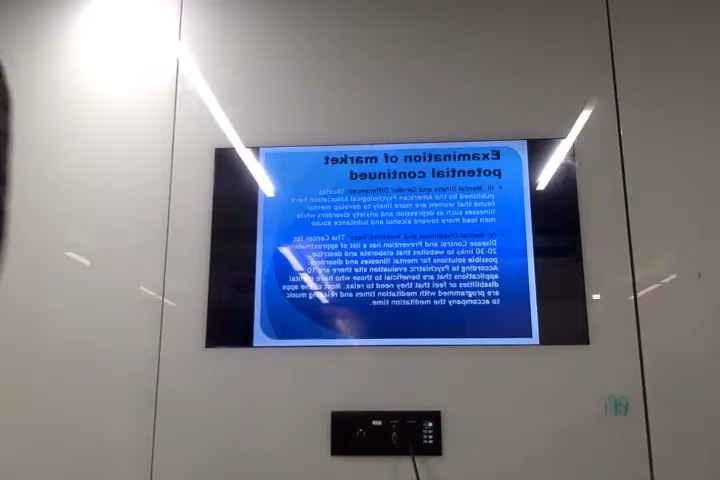 Examination of market
potential continued
III. Mental Illness and Gender Differences: Studies
published by the American Psychological Association have
found that women are more likely to develop mental
illnesses such as depression and anxiety disorders while
men lead more toward alcohol and substance abuse
IV. Mental Disabilities/Disorders and Websites/Apps: The Center for
Disease Control and Prevention has a list of approximately
20-30 links to websites that elaborate and describe
possible solutions for mental illnesses and disorders.
According to Psychiatric evaluation site there are 10
applications that are beneficial to those who have mental
disabilities or feel that they need to relax. Most of the apps
are programmed with meditation times and relaxing music
to accompany the meditation time.